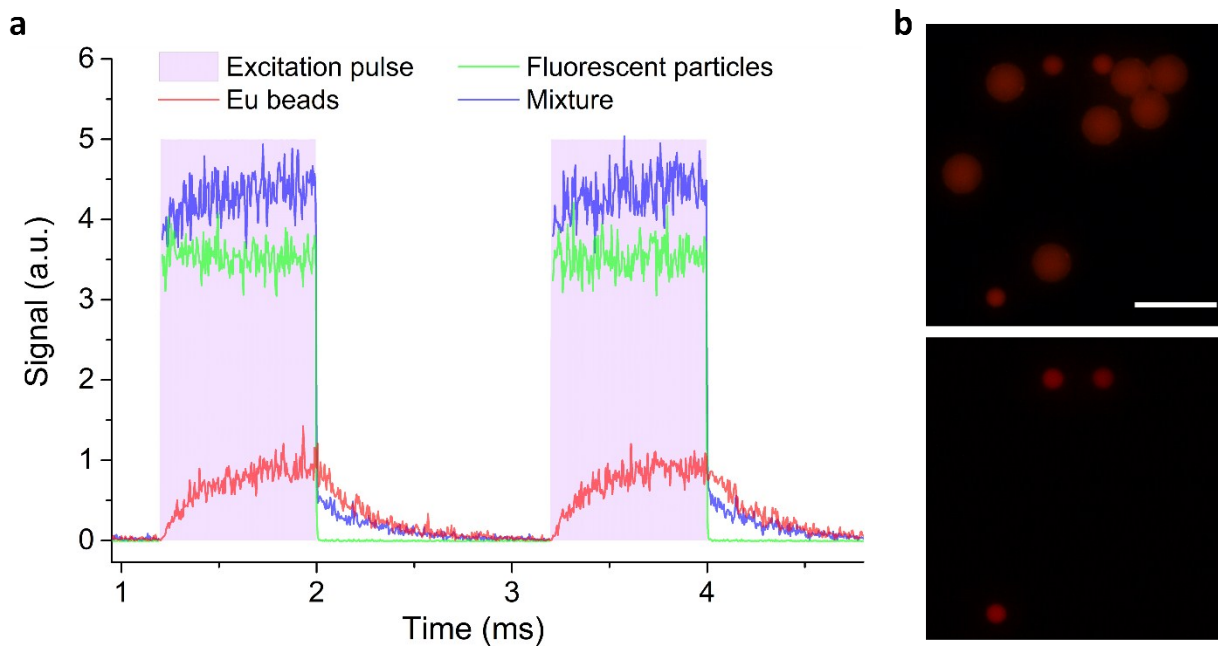 a
b
Excitation pulse
Fluorescent particles
Eu beads
Mixture
Signal (a.u.)
6
5
4
3
2
1
0
1
2
3
4
Time (ms)